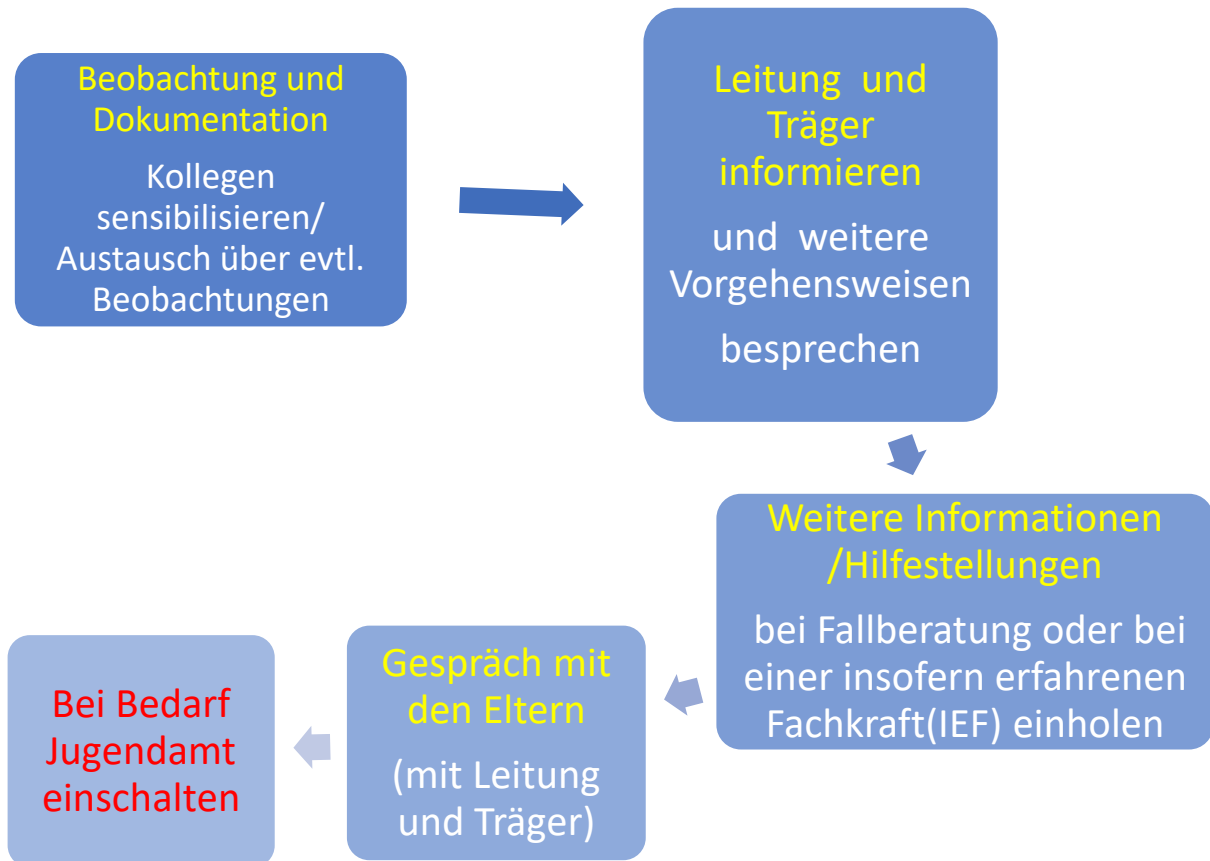 Beobachtung und
Dokumentation
Kollegen
sensibilisieren/
Austausch über evtl.
Beobachtungen
Leitung und
Träger
informieren
und weitere
Vorgehensweisen
besprechen
Weitere Informationen
/Hilfestellungen
bei Fallberatung oder bei
einer insofern erfahrenen
Fachkraft(IEF) einholen
Gespräch mit
den Eltern
(mit Leitung
und Träger)
Bei Bedarf
Jugendamt
einschalten